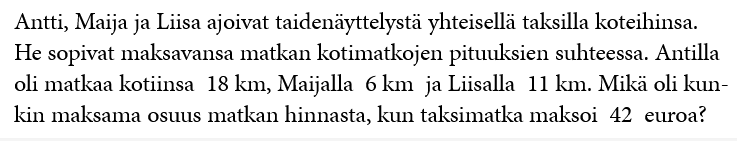 Antti, Maija ja Liisa ajoivat taidenäyttelystä yhteisellä taksilla koteihinsa.
He sopivat maksavansa matkan kotimatkojen pituuksien suhteessa. Antilla
oli matkaa kotiinsa 18 km, Maijalla 6 km ja Liisalla 11 km. Mikä oli kun-
kin maksama osuus matkan hinnasta, kun taksimatka maksoi 42 euroa?